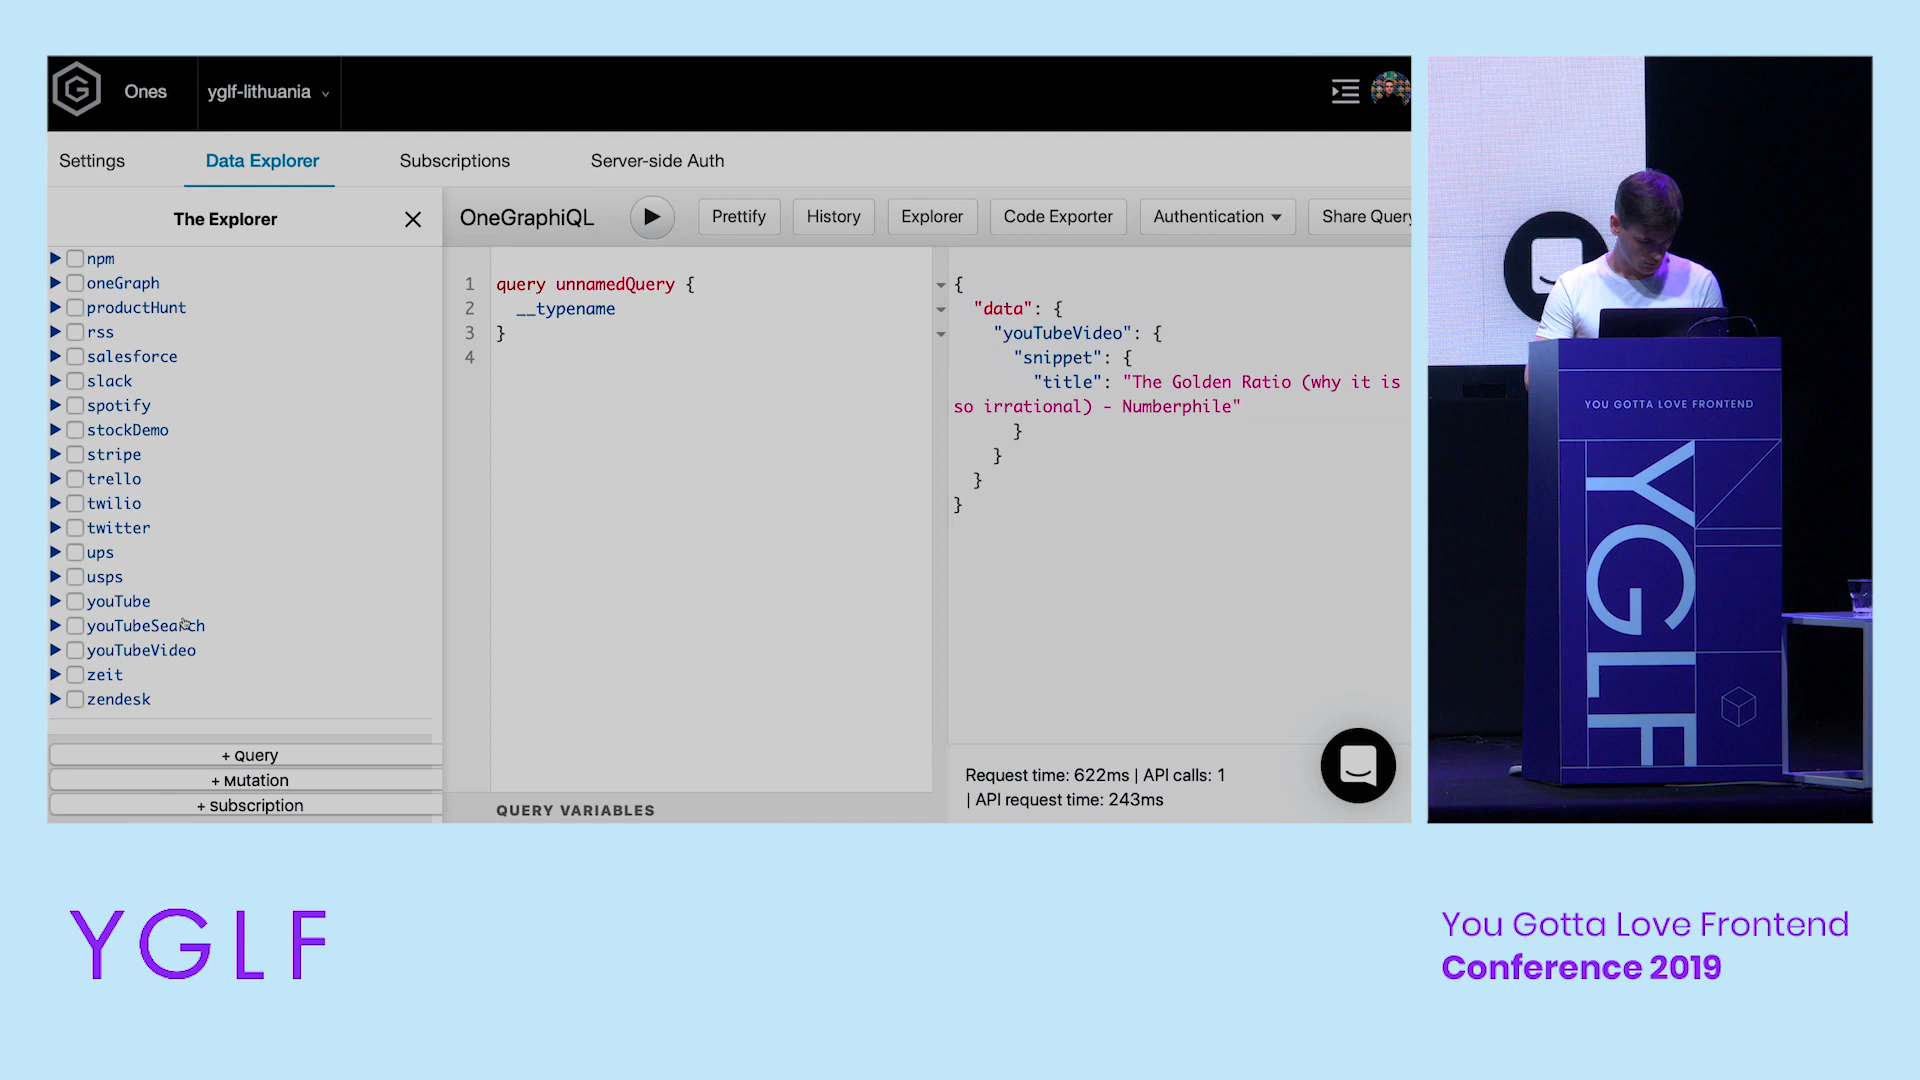 Ones
yglf-lithuania
Settings
Data Explorer
Subscriptions
Server-side Auth
The Explorer
npm
oneGraph
productHunt
rss
salesforce
slack
spotify
stockDemo
stripe
trello
twilio
twitter
ups
usps
youTube
youTubeSearch
youTubeVideo
zeit
zendesk
+ Query
+ Mutation
+ Subscription
OneGraphiQL
Prettify
History
Explorer
Code Exporter
Authentication
Share Query
1 query unnamedQuery {
2 __typename
3 }
4
QUERY VARIABLES
{
"data": {
"youTubeVideo": {
"snippet": {
"title": "The Golden Ratio (why it is
so irrational) - Numberphile"
}
}
}
}
Request time: 622ms | API calls: 1
| API request time: 243ms
YOU GOTTA LOVE FRONTEND
YGLF
YGLF
You Gotta Love Frontend
Conference 2019